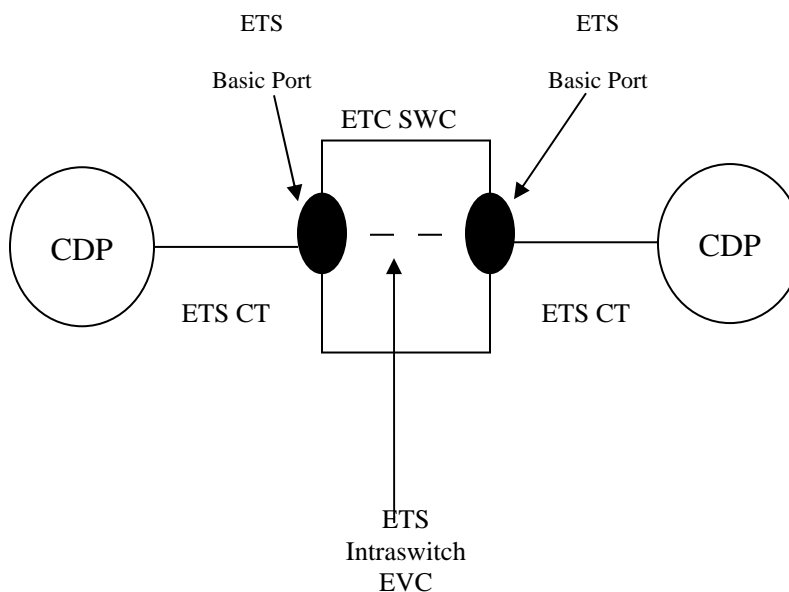 ETS
ETS
Basic Port
Basic Port
ETC SWC
CDP
CDP
ETS CT
ETS CT
ETS
Intraswitch
EVC